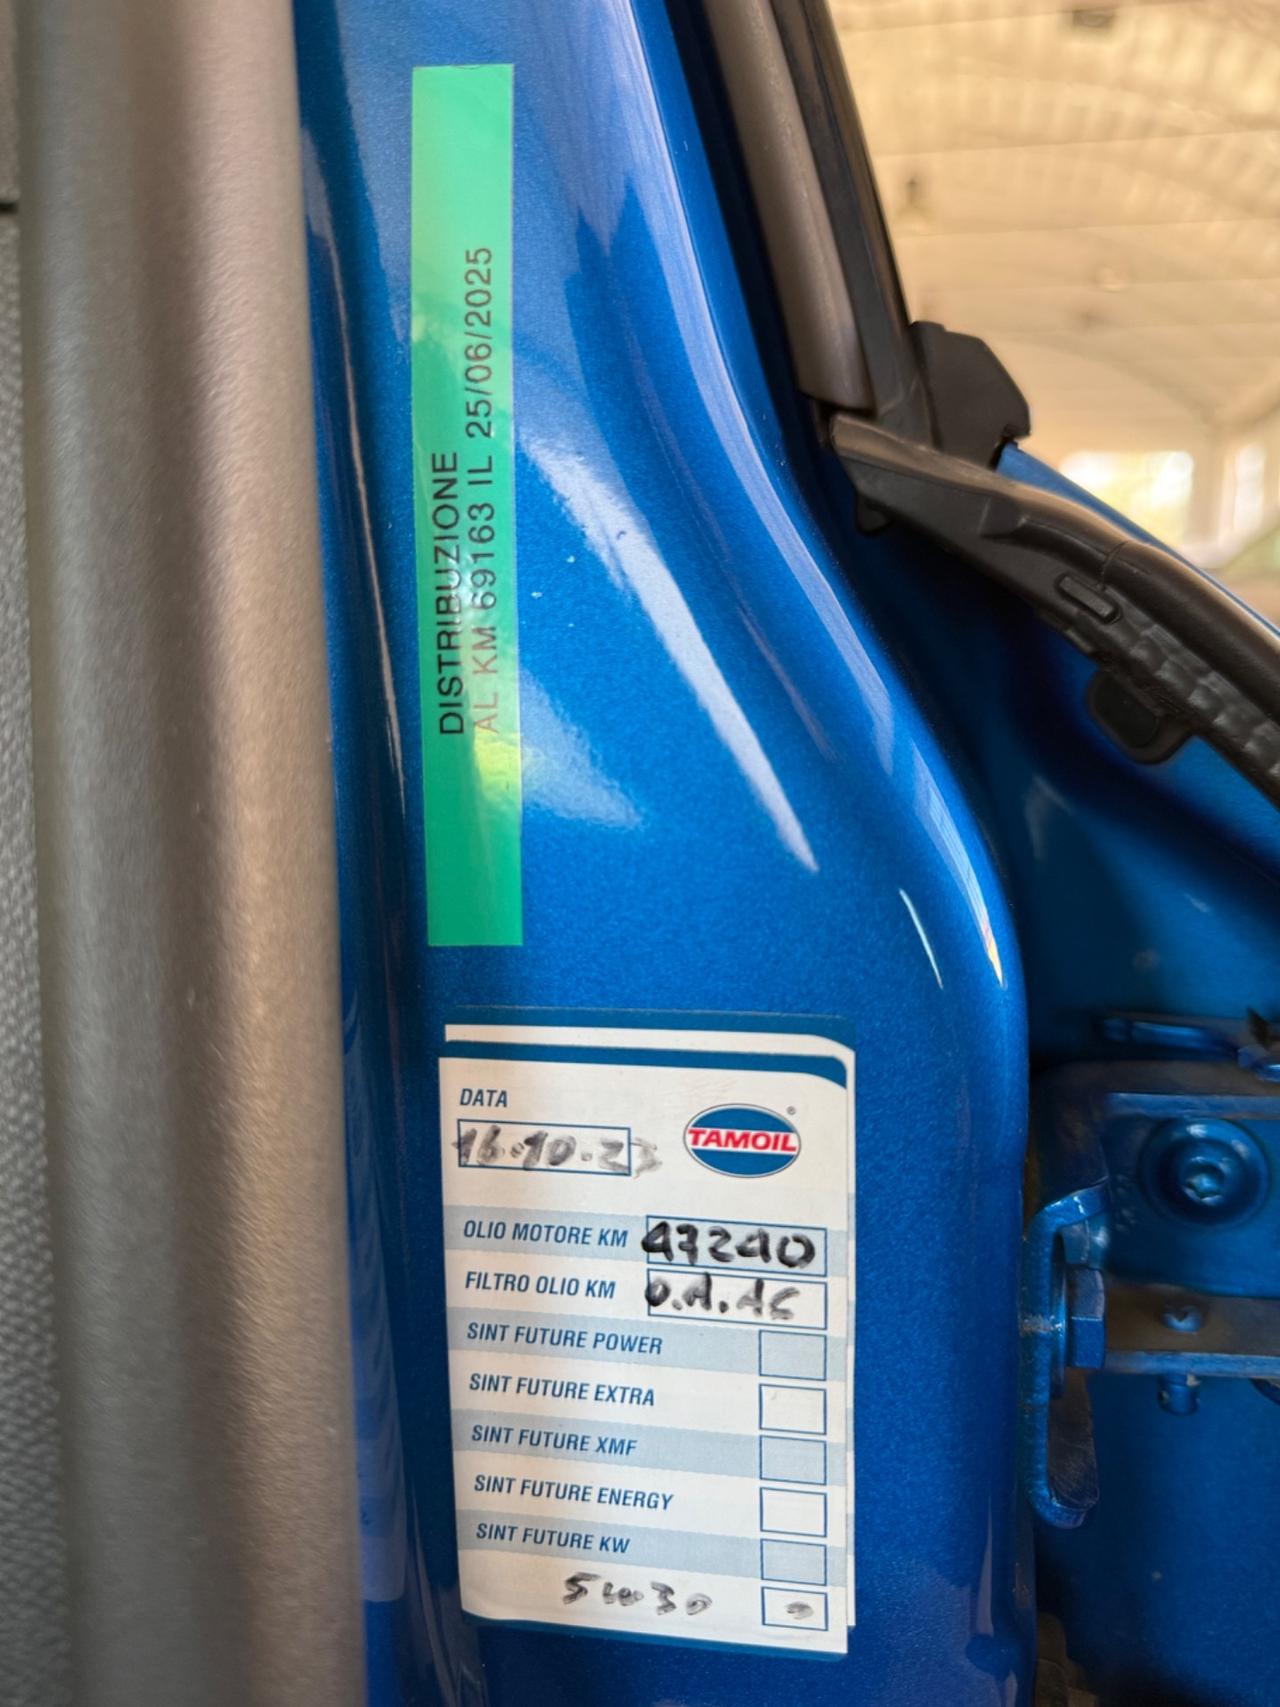 DISTRIBUZIONE
AL KM 69163 IL 25/06/2025
DATA
16.10.23
TAMOIL®
OLIO MOTORE KM 47240
FILTRO OLIO KM
SINT FUTURE POWER
SINT FUTURE EXTRA
SINT FUTURE XMF
SINT FUTURE ENERGY
SINT FUTURE KW
5W30